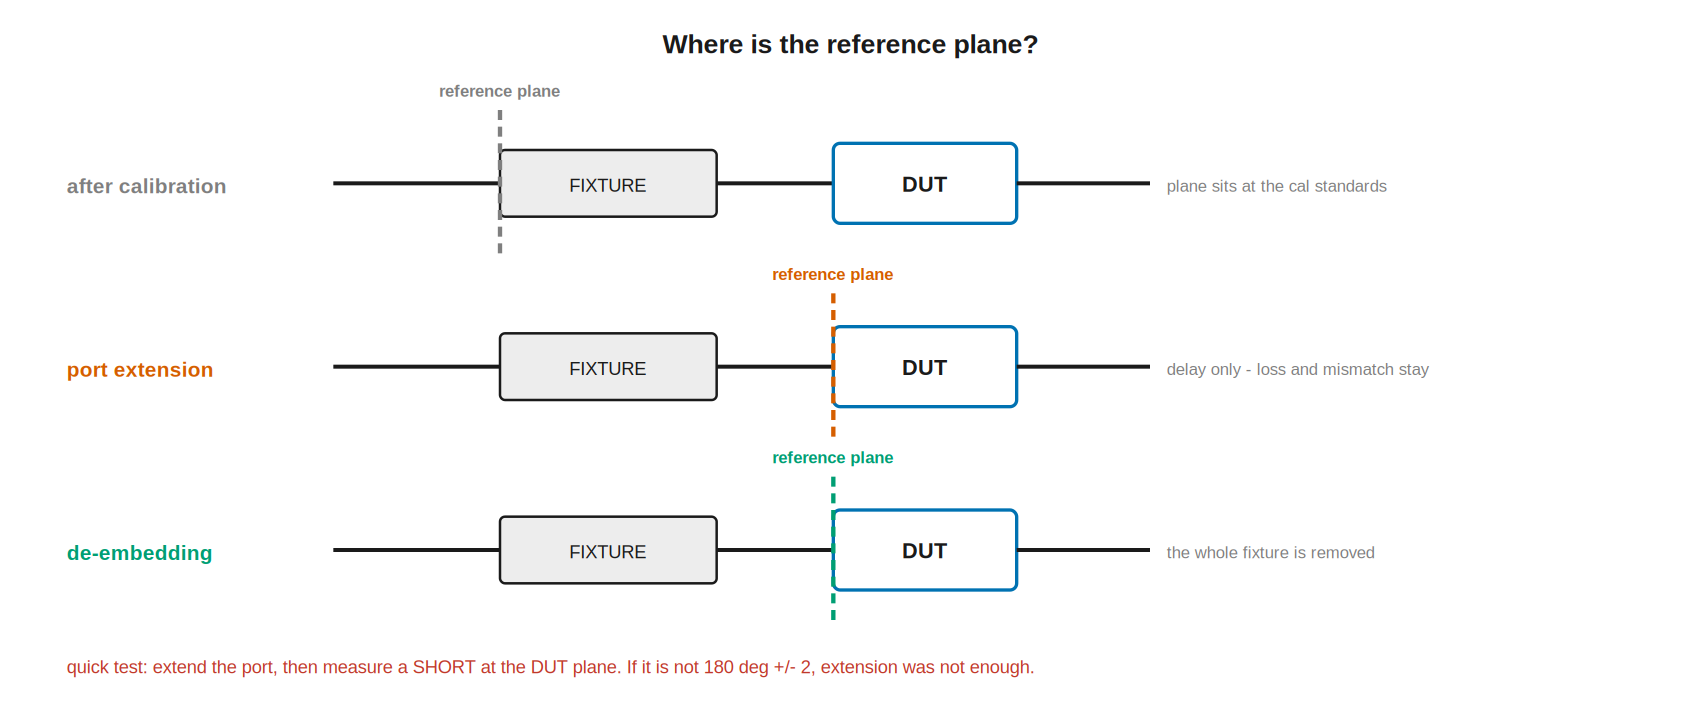 Where is the reference plane?
reference plane
after calibration
FIXTURE
DUT
plane sits at the cal standards
reference plane
port extension
FIXTURE
DUT
delay only - loss and mismatch stay
reference plane
de-embedding
FIXTURE
DUT
the whole fixture is removed
quick test: extend the port, then measure a SHORT at the DUT plane. If it is not 180 deg +/- 2, extension was not enough.